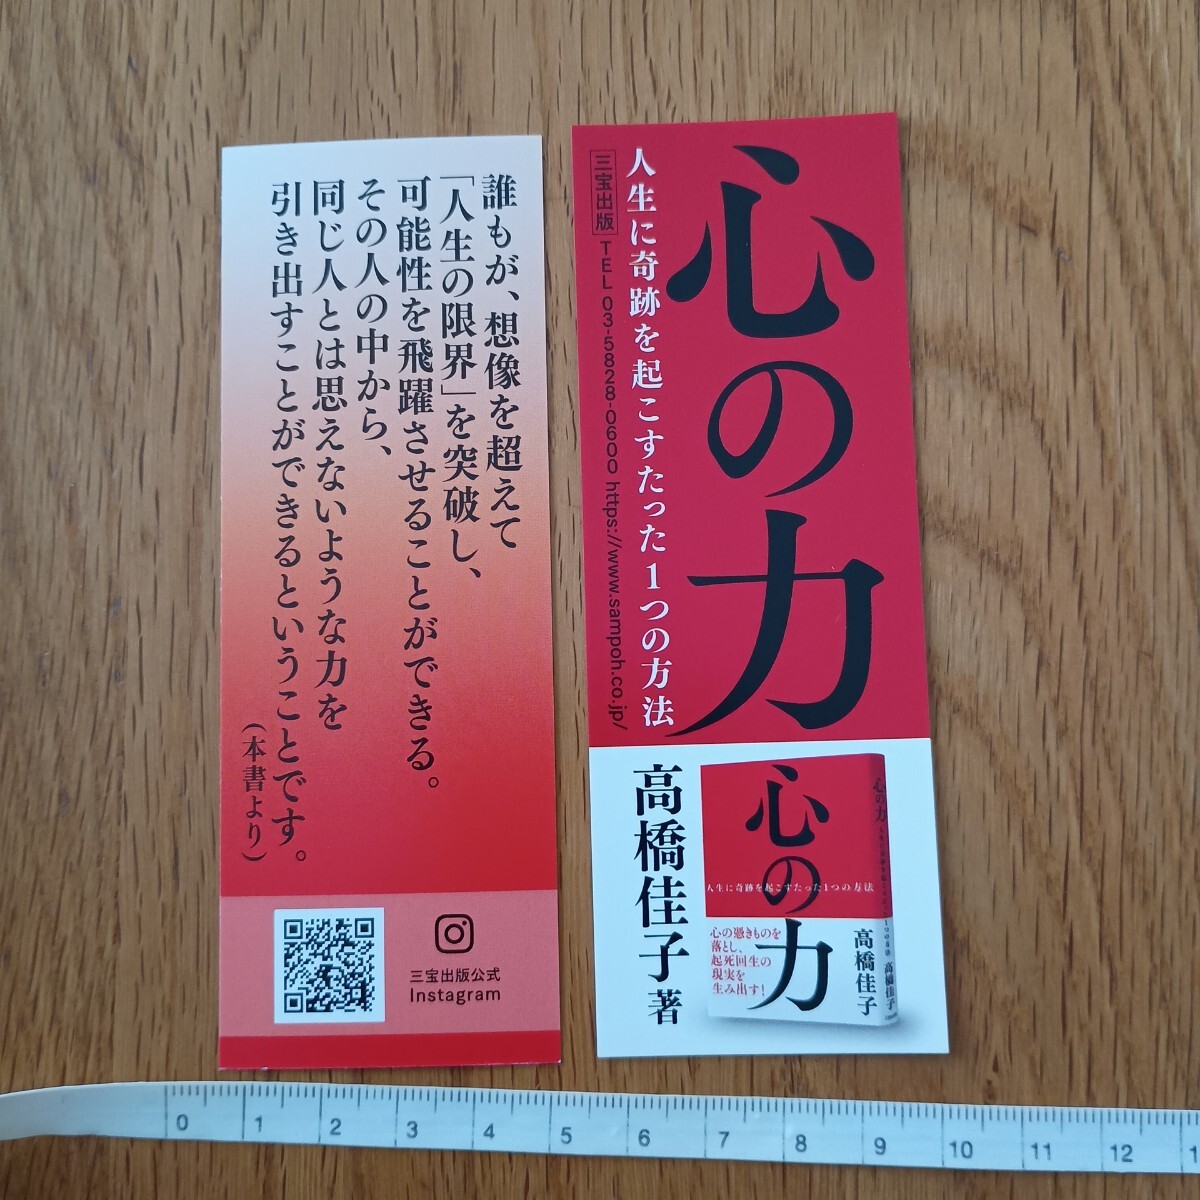 誰もが、想像を超えて
「人生の限界」を突破し、
可能性を飛躍させることができる。
その人の中から、
同じ人とは思えないような力を
引き出すことができるということです。
（本書より）
三宝出版公式
Instagram
心の力
人生に奇跡を起こすたった1つの方法
三宝出版 TEL 03-5828-0600 https://www.sampoh.co.jp/
高橋佳子 著
心の力
人生に奇跡を起こすたった1つの方法
心の憑きものを
落とし、
起死回生の
現実を
生み出す!
高橋佳子
心の力
高橋佳子
0 1 2 3 4 5 6 7 8 9 10 11 12